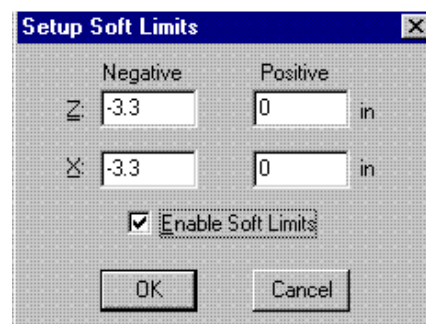 Setup Soft Limits
Negative Positive
Z: -3.3 0 in
X: -3.3 0 in
Enable Soft Limits
OK Cancel